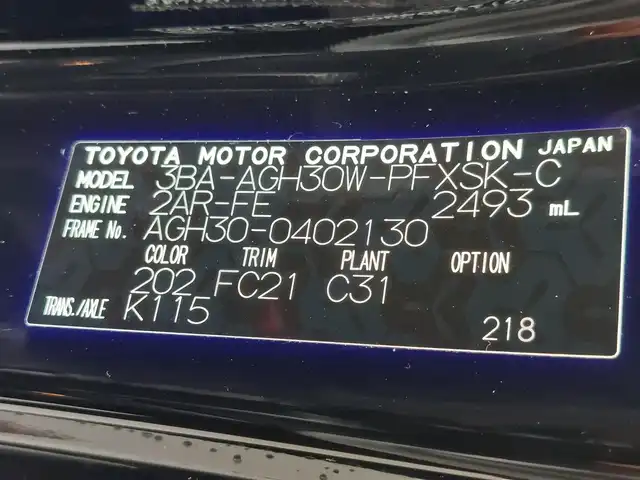 TOYOTA MOTOR CORPORATION JAPAN
MODEL 3BA-AGH30W-PFXSK-C
ENGINE 2AR-FE 2493 mL
FRAME No. AGH30-0402130
COLOR TRIM PLANT OPTION
202 FC21 C31
TRANS./AXLE K115
218